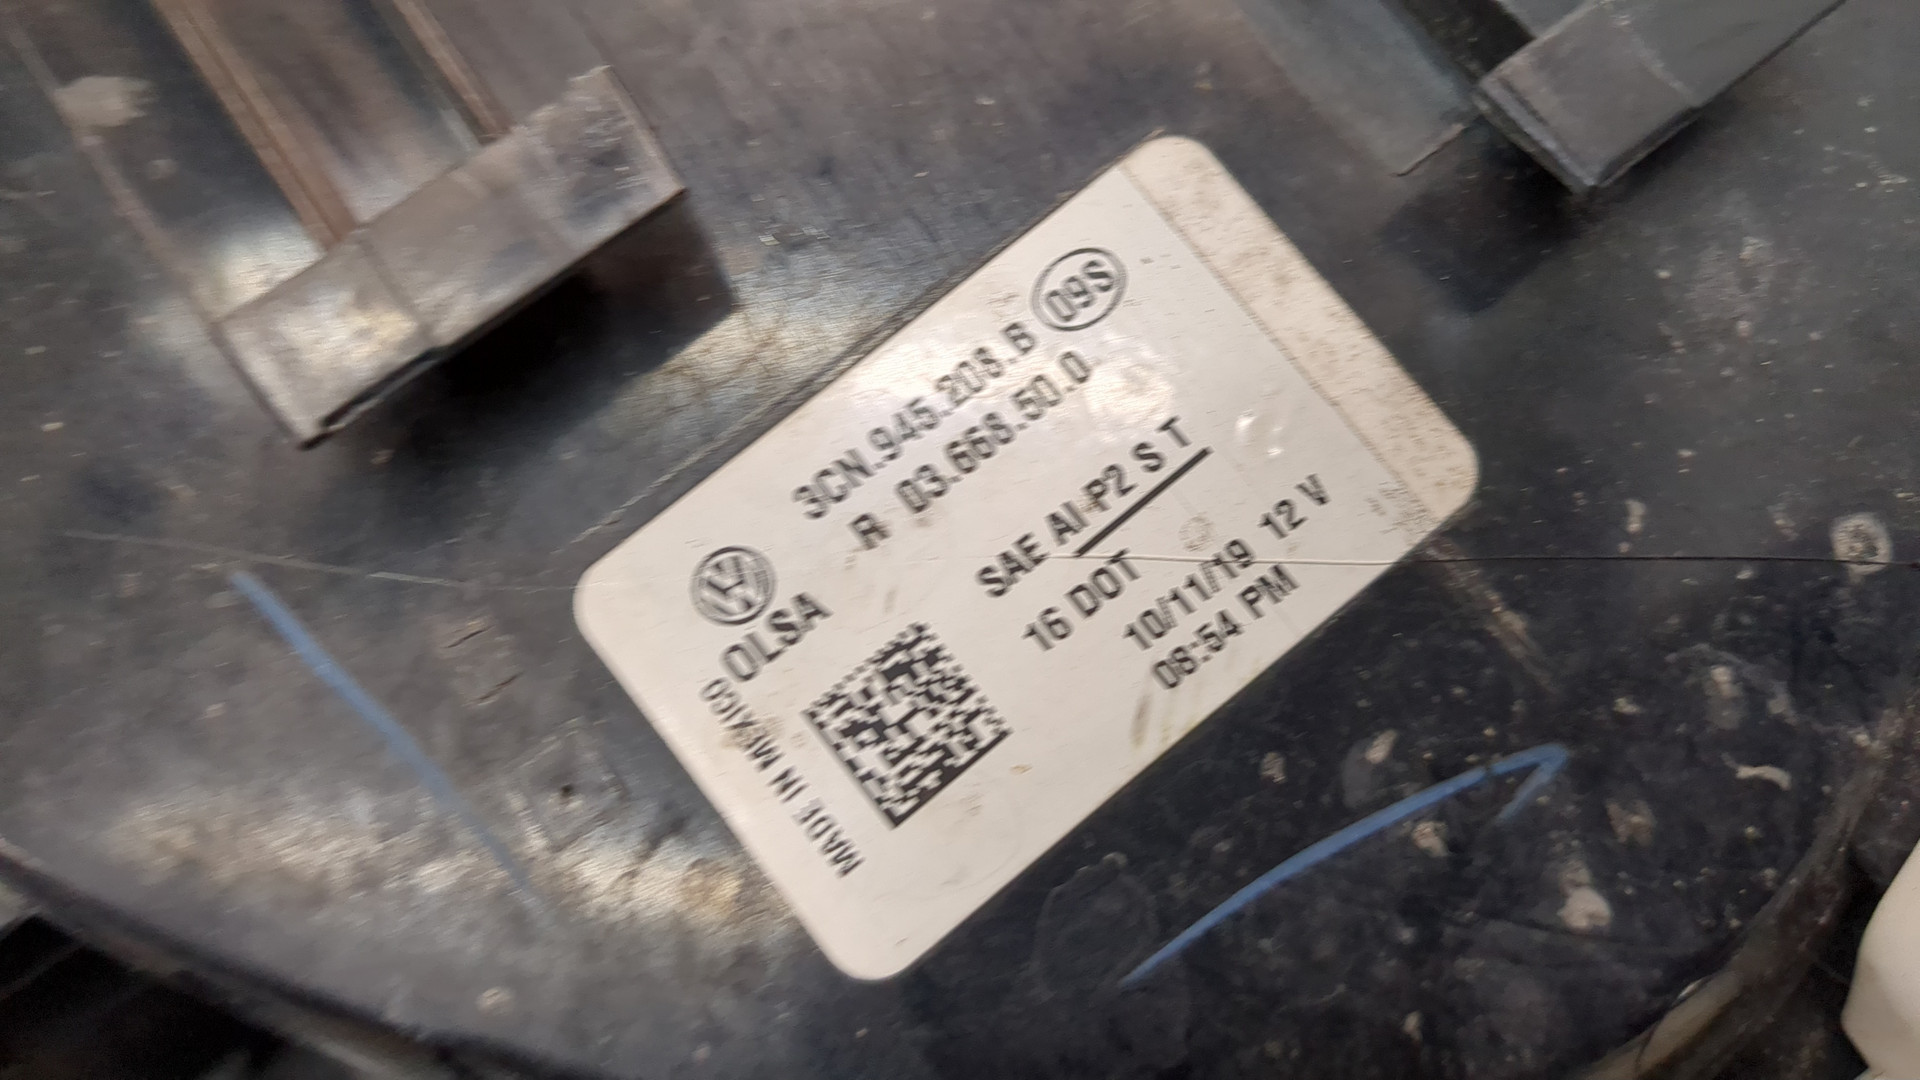 3CN.945.208.B 09S
R 03.668.50.0
SAE AI P2 S T
16 DOT
10/11/19 12 V
08:54 PM
OLSA
MADE IN MEXICO